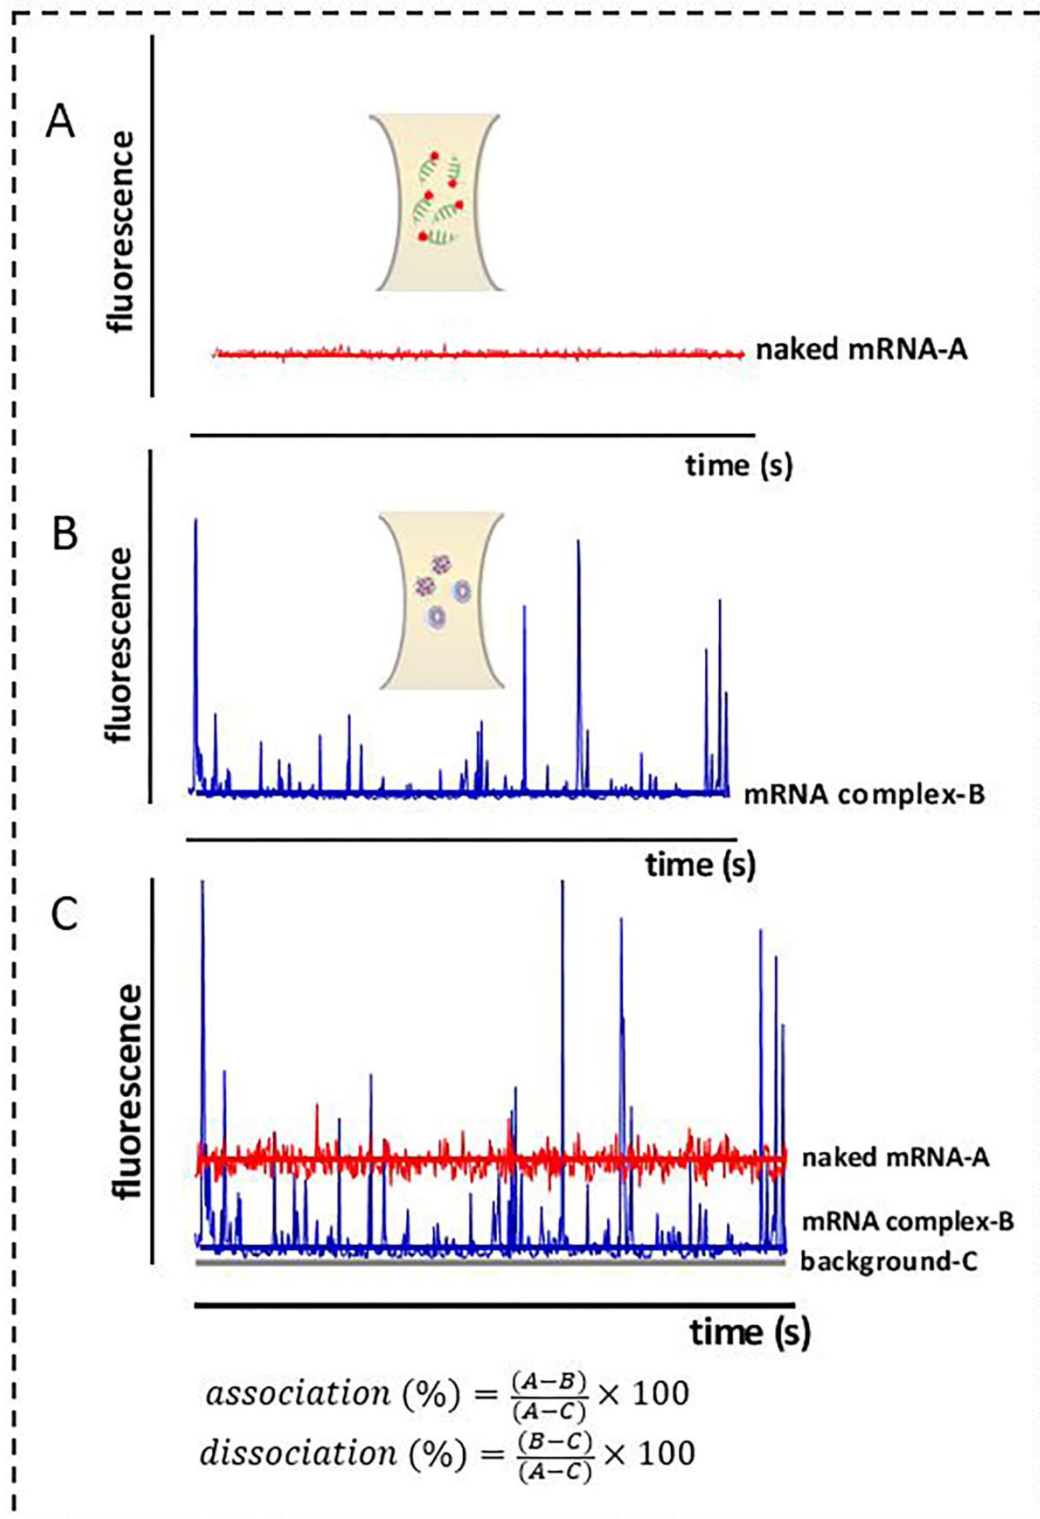 A
fluorescence
naked mRNA-A
time (s)
B
fluorescence
mRNA complex-B
time (s)
C
fluorescence
naked mRNA-A
mRNA complex-B
background-C
time (s)
association (%) = (A−B)/(A−C) × 100
dissociation (%) = (B−C)/(A−C) × 100